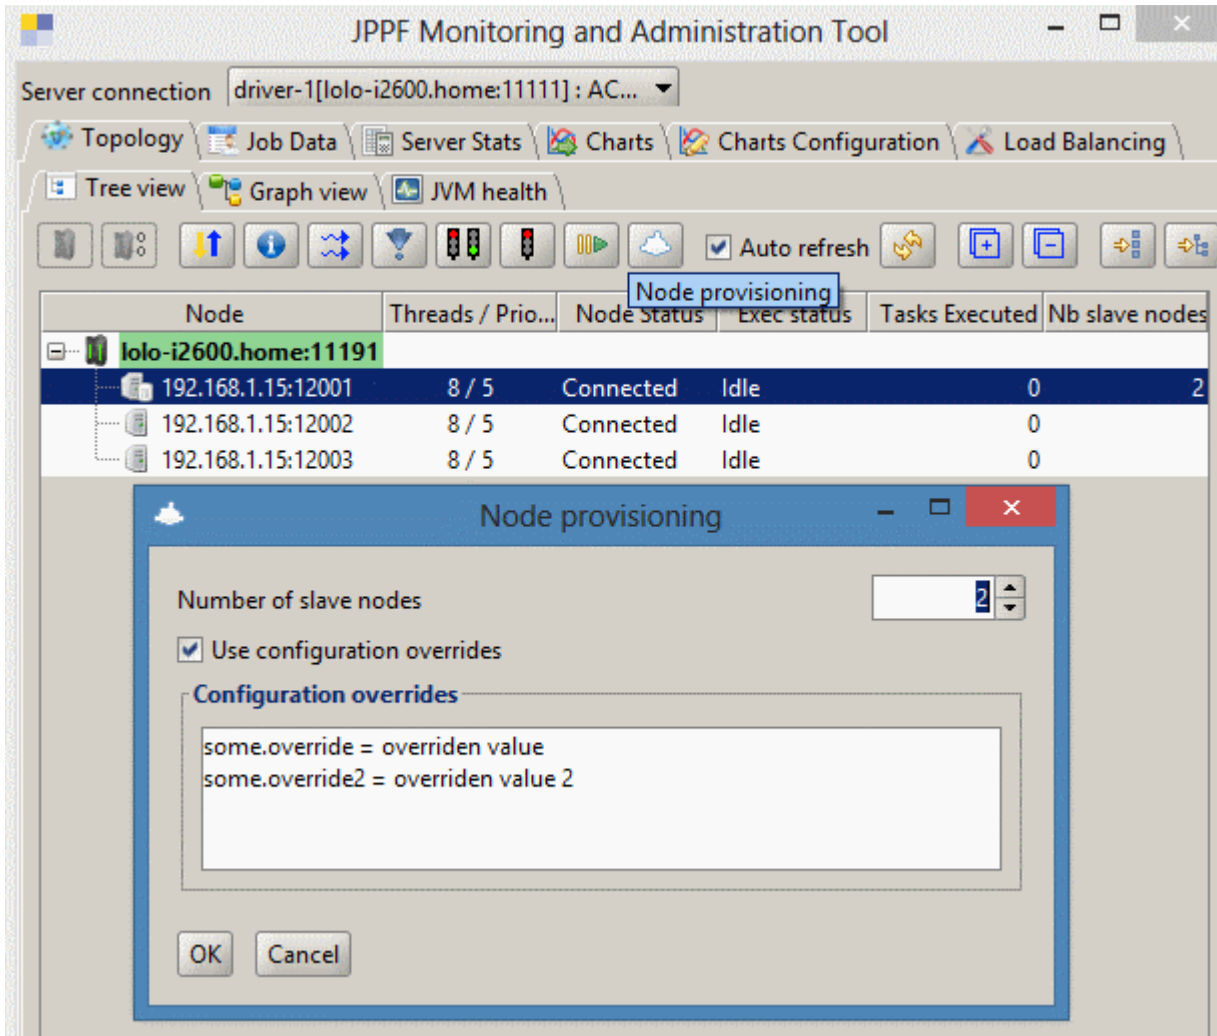 JPPF Monitoring and Administration Tool
Server connection driver-1[lolo-i2600.home:11111] : AC...
Topology Job Data Server Stats Charts Charts Configuration Load Balancing
Tree view Graph view JVM health
Auto refresh
Node provisioning
Node Threads / Prio... Node Status Exec status Tasks Executed Nb slave nodes
lolo-i2600.home:11191
192.168.1.15:12001 8 / 5 Connected Idle 0 2
192.168.1.15:12002 8 / 5 Connected Idle 0
192.168.1.15:12003 8 / 5 Connected Idle 0
Node provisioning
Number of slave nodes 2
Use configuration overrides
Configuration overrides
some.override = overriden value
some.override2 = overriden value 2
OK Cancel